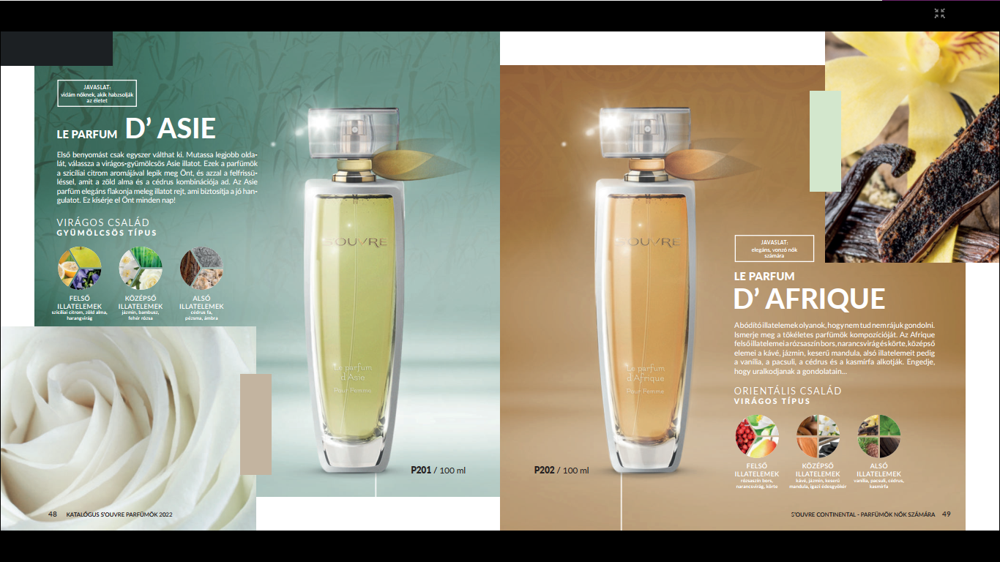 JAVASLAT:
vidám nőknek, akik habzsolják
az életet
LE PARFUM D' ASIE
Első benyomást csak egyszer válthat ki. Mutassa legjobb olda-
lát, válassza a virágos-gyümölcsös Asie illatot. Ezek a parfümök
a szicíliai citrom aromájával lepik meg Önt, és azzal a felfrissü-
léssel, amit a zöld alma és a cédrus kombinációja ad. Az Asie
parfüm elegáns flakonja meleg illatot rejt, ami biztosítja a jó han-
gulatot. Ez kísérje el Önt minden nap!
VIRÁGOS CSALÁD
GYÜMÖLCSÖS TÍPUS
FELSŐ
ILLATELEMEK
szicíliai citrom, zöld alma,
harangvirág
KÖZÉPSŐ
ILLATELEMEK
jázmin, bambusz,
fehér rózsa
ALSÓ
ILLATELEMEK
cédrus fa,
pézsma, ámbra
S'OUVRE
Le parfum
d'Asie
Pour Femme
P201 / 100 ml
48 KATALÓGUS S'OUVRE PARFÜMÖK 2022
S'OUVRE
Le parfum
d'Afrique
Pour Femme
P202 / 100 ml
JAVASLAT:
elegáns, vonzó nők
számára
LE PARFUM
D' AFRIQUE
A bódító illatelemek olyanok, hogy nem tud nem rájuk gondolni.
Ismerje meg a tökéletes parfümök kompozícióját. Az Afrique
felső illatelemei a rózsaszín bors, narancsvirág és körte, középső
elemei a kávé, jázmin, keserű mandula, alsó illatelemeit pedig
a vanília, a pacsuli, a cédrus és a kasmírfa alkotják. Engedje,
hogy uralkodjanak a gondolatain...
ORIENTÁLIS CSALÁD
VIRÁGOS TÍPUS
FELSŐ
ILLATELEMEK
rózsaszín bors,
narancsvirág, körte
KÖZÉPSŐ
ILLATELEMEK
kávé, jázmin, keserű
mandula, igazi édesgyökér
ALSÓ
ILLATELEMEK
vanília, pacsuli, cédrus,
kasmírfa
S'OUVRE CONTINENTAL - PARFÜMÖK NŐK SZÁMÁRA 49